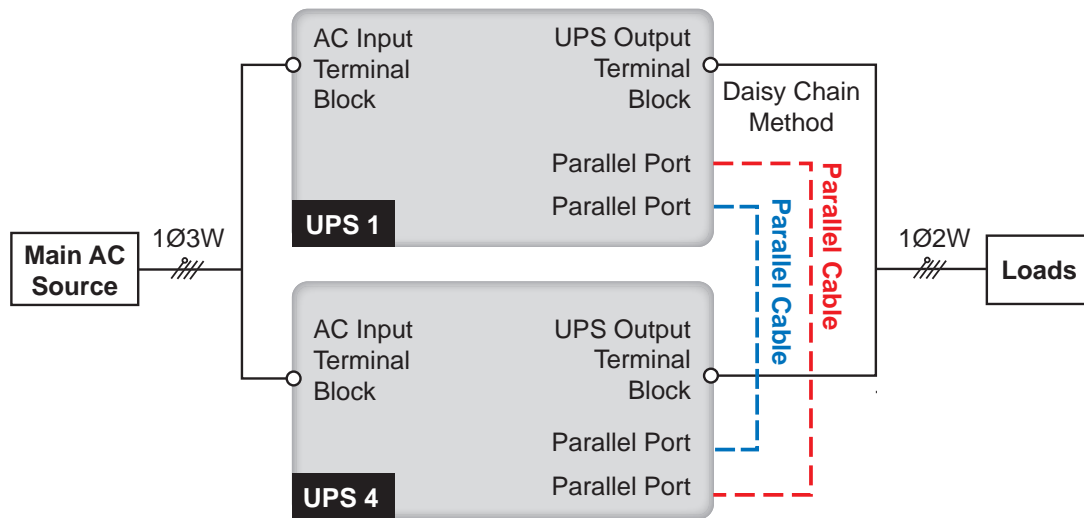 AC Input
Terminal
Block
UPS Output
Terminal
Block
Daisy Chain
Method
Parallel Port
Parallel Port
UPS 1
Parallel Cable
Parallel Cable
1Ø3W
Main AC
Source
1Ø2W
Loads
AC Input
Terminal
Block
UPS Output
Terminal
Block
Parallel Port
Parallel Port
UPS 4